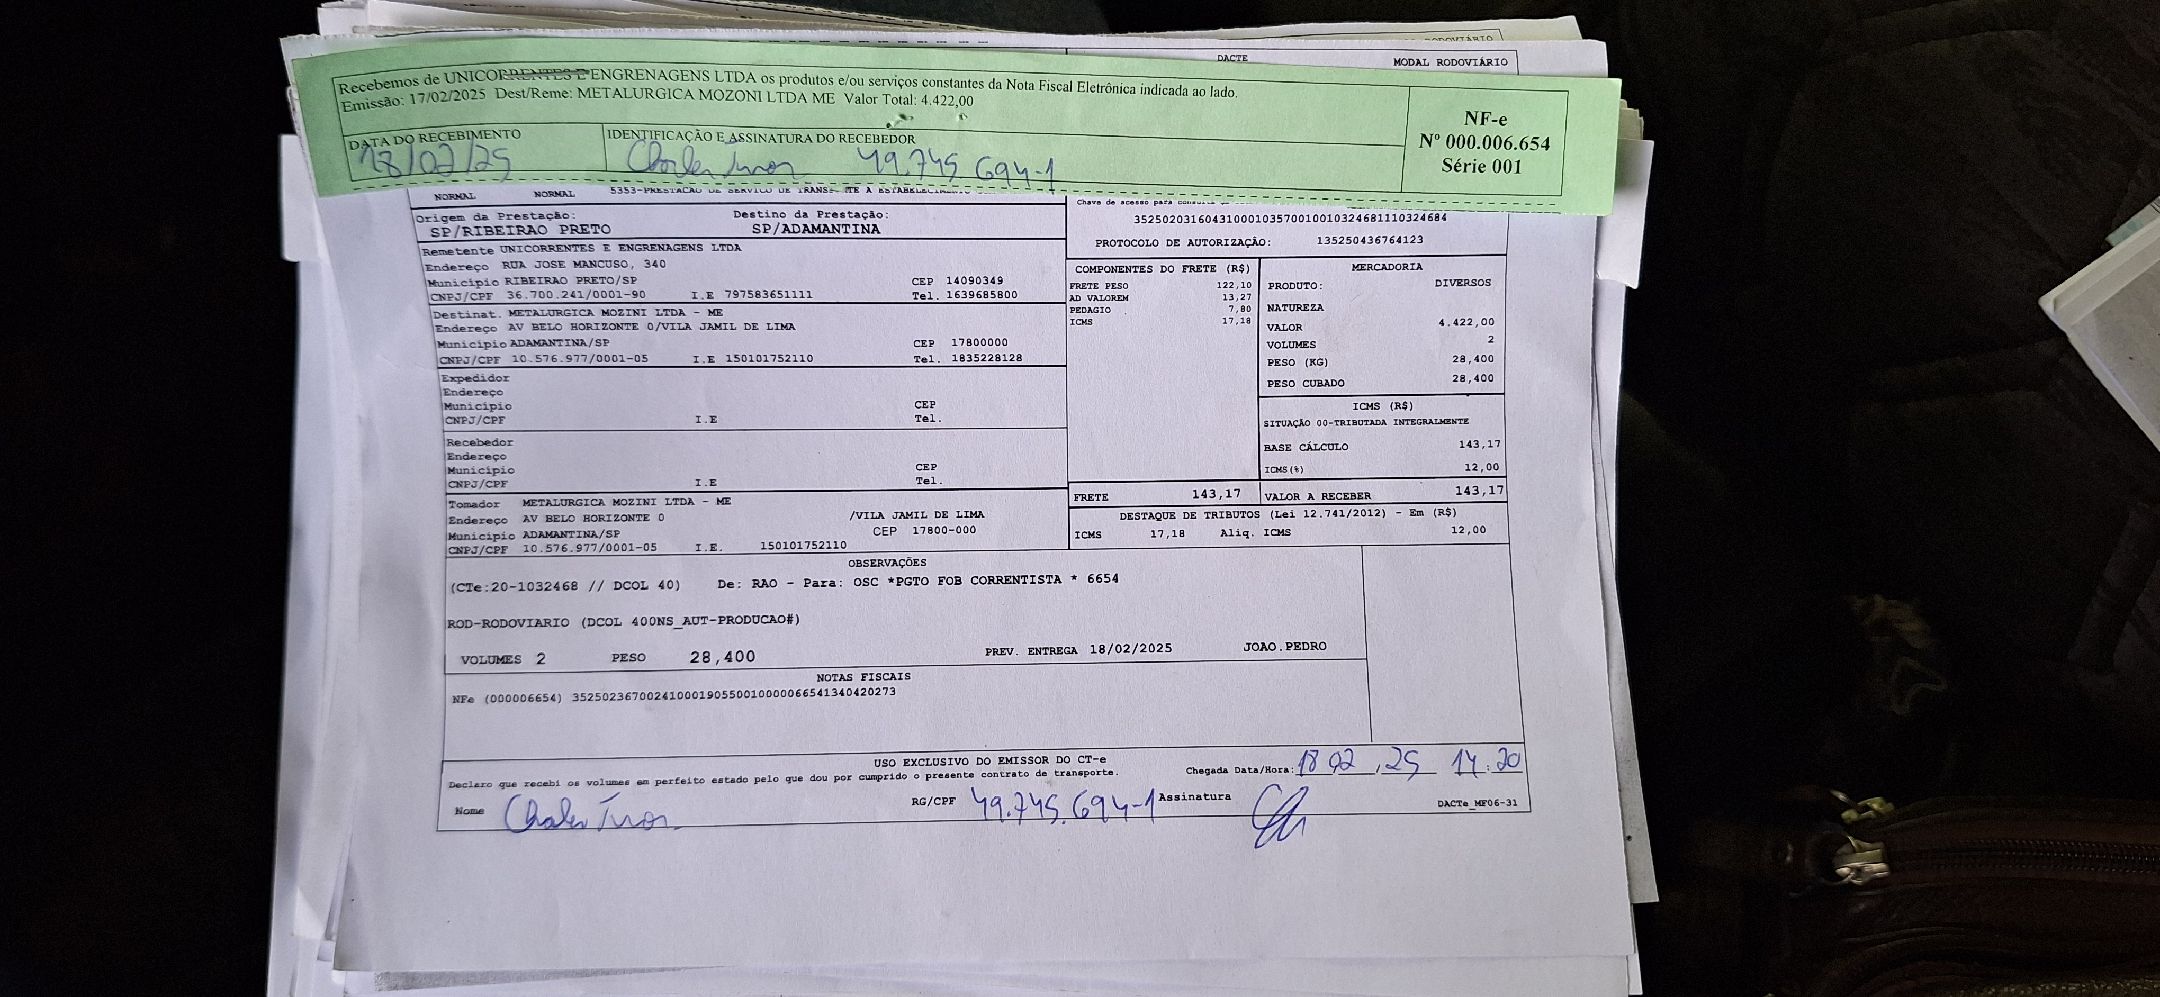 DACTE MODAL RODOVIÁRIO
Recebemos de UNICORRENTES E ENGRENAGENS LTDA os produtos e/ou serviços constantes da Nota Fiscal Eletrônica indicada ao lado.
Emissão: 17/02/2025 Dest/Reme: METALURGICA MOZONI LTDA ME Valor Total: 4.422,00
NF-e
Nº 000.006.654
Série 001
DATA DO RECEBIMENTO IDENTIFICAÇÃO E ASSINATURA DO RECEBEDOR
18/02/25 49.745.694-1
NORMAL NORMAL 5353-PRESTACAO DE SERVICO DE TRANS
Chave de acesso para
35250203160431000103570010010324681110324684
PROTOCOLO DE AUTORIZAÇÃO: 135250436764123
Origem da Prestação: Destino da Prestação:
SP/RIBEIRAO PRETO SP/ADAMANTINA
Remetente UNICORRENTES E ENGRENAGENS LTDA
Endereço RUA JOSE MANCUSO, 340
Município RIBEIRAO PRETO/SP CEP 14090349
CNPJ/CPF 36.700.241/0001-90 I.E 797583651111 Tel. 1639685800
Destinat. METALURGICA MOZINI LTDA - ME
Endereço AV BELO HORIZONTE 0/VILA JAMIL DE LIMA
Município ADAMANTINA/SP CEP 17800000
CNPJ/CPF 10.576.977/0001-05 I.E 150101752110 Tel. 1835228128
Expedidor
Endereço
Município CEP
CNPJ/CPF I.E Tel.
Recebedor
Endereço
Município CEP
CNPJ/CPF I.E Tel.
Tomador METALURGICA MOZINI LTDA - ME
Endereço AV BELO HORIZONTE 0 /VILA JAMIL DE LIMA
Município ADAMANTINA/SP CEP 17800-000
CNPJ/CPF 10.576.977/0001-05 I.E. 150101752110
COMPONENTES DO FRETE (R$)
FRETE PESO 122,10
AD VALOREM 13,27
PEDAGIO 7,80
ICMS 17,18
MERCADORIA
PRODUTO: DIVERSOS
NATUREZA
VALOR 4.422,00
VOLUMES 2
PESO (KG) 28,400
PESO CUBADO 28,400
ICMS (R$)
SITUAÇÃO 00-TRIBUTADA INTEGRALMENTE
BASE CÁLCULO 143,17
ICMS(%) 12,00
FRETE 143,17 VALOR A RECEBER 143,17
DESTAQUE DE TRIBUTOS (Lei 12.741/2012) - Em (R$)
ICMS 17,18 Aliq. ICMS 12,00
OBSERVAÇÕES
(CTe:20-1032468 // DCOL 40) De: RAO - Para: OSC *PGTO FOB CORRENTISTA * 6654
ROD-RODOVIARIO (DCOL 400NS_AUT-PRODUCAO#)
VOLUMES 2 PESO 28,400 PREV. ENTREGA 18/02/2025 JOAO.PEDRO
NOTAS FISCAIS
NFe (000006654) 35250236700241000190550010000066541340420273
USO EXCLUSIVO DO EMISSOR DO CT-e
Declaro que recebi os volumes em perfeito estado pelo que dou por cumprido o presente contrato de transporte. Chegada Data/Hora: 18 02 25 14:20
Nome RG/CPF 49.745.694-1 Assinatura DACTe_MF06-31